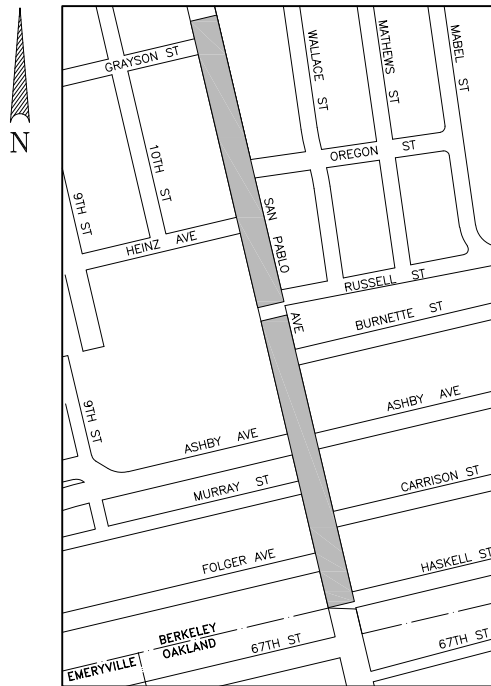 N
GRAYSON ST
WALLACE ST
MATHEWS ST
MABEL ST
10TH ST
OREGON ST
9TH ST
HEINZ AVE
SAN PABLO AVE
RUSSELL ST
BURNETTE ST
9TH ST
ASHBY AVE
ASHBY AVE
MURRAY ST
CARRISON ST
FOLGER AVE
HASKELL ST
BERKELEY
OAKLAND
67TH ST
67TH ST
EMERYVILLE